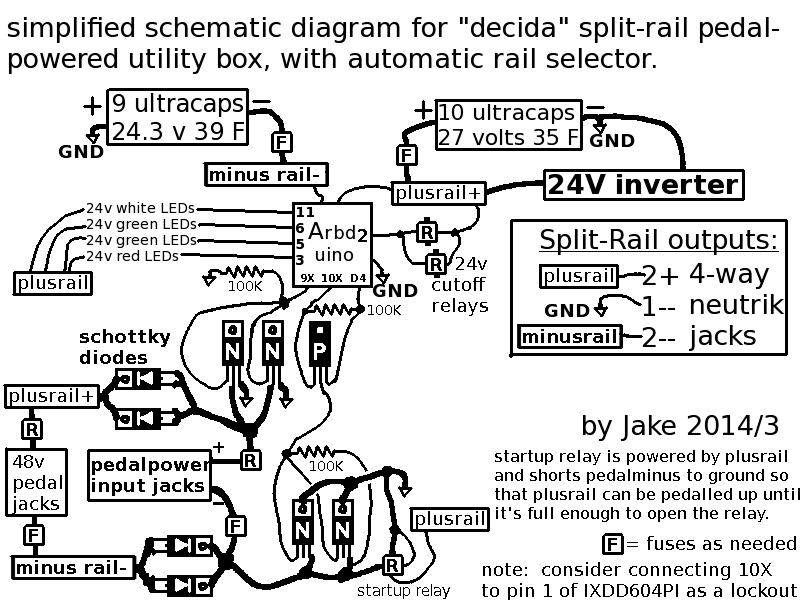 simplified schematic diagram for "decida" split-rail pedal-
powered utility box, with automatic rail selector.
+ 9 ultracaps −
24.3 v 39 F
GND
F
minus rail-
+ 10 ultracaps −
27 volts 35 F
GND
F
plusrail+
24V inverter
24v white LEDs
24v green LEDs
24v green LEDs
24v red LEDs
plusrail
11
6
5
3
Arbd2
uino
9X 10X D4
GND
R
R
24v
cutoff
relays
100K
100K
Split-Rail outputs:
plusrail 2+ 4-way
GND 1-- neutrik
minusrail 2-- jacks
schottky
diodes
N
N
P
plusrail+
R
48v
pedal
jacks
F
minus rail-
pedalpower
input jacks
+
−
R
F
100K
N
N
R
plusrail
startup relay
by Jake 2014/3
startup relay is powered by plusrail
and shorts pedalminus to ground so
that plusrail can be pedalled up until
it's full enough to open the relay.
F = fuses as needed
note: consider connecting 10X
to pin 1 of IXDD604PI as a lockout